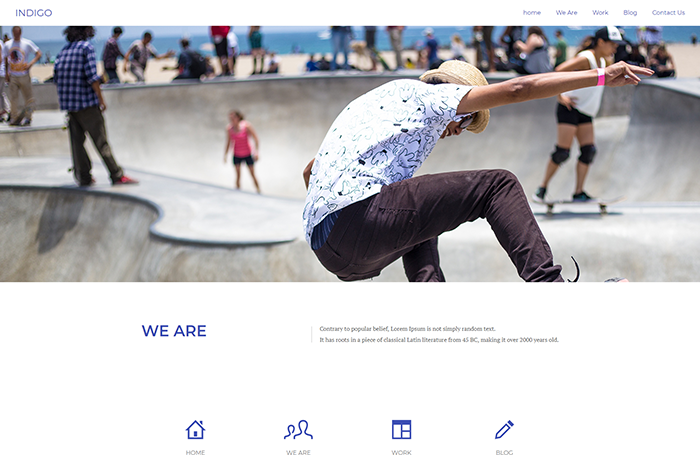 INDIGO
home We Are Work Blog Contact Us
WE ARE
Contrary to popular belief, Lorem Ipsum is not simply random text.
It has roots in a piece of classical Latin literature from 45 BC, making it over 2000 years old.
HOME
WE ARE
WORK
BLOG